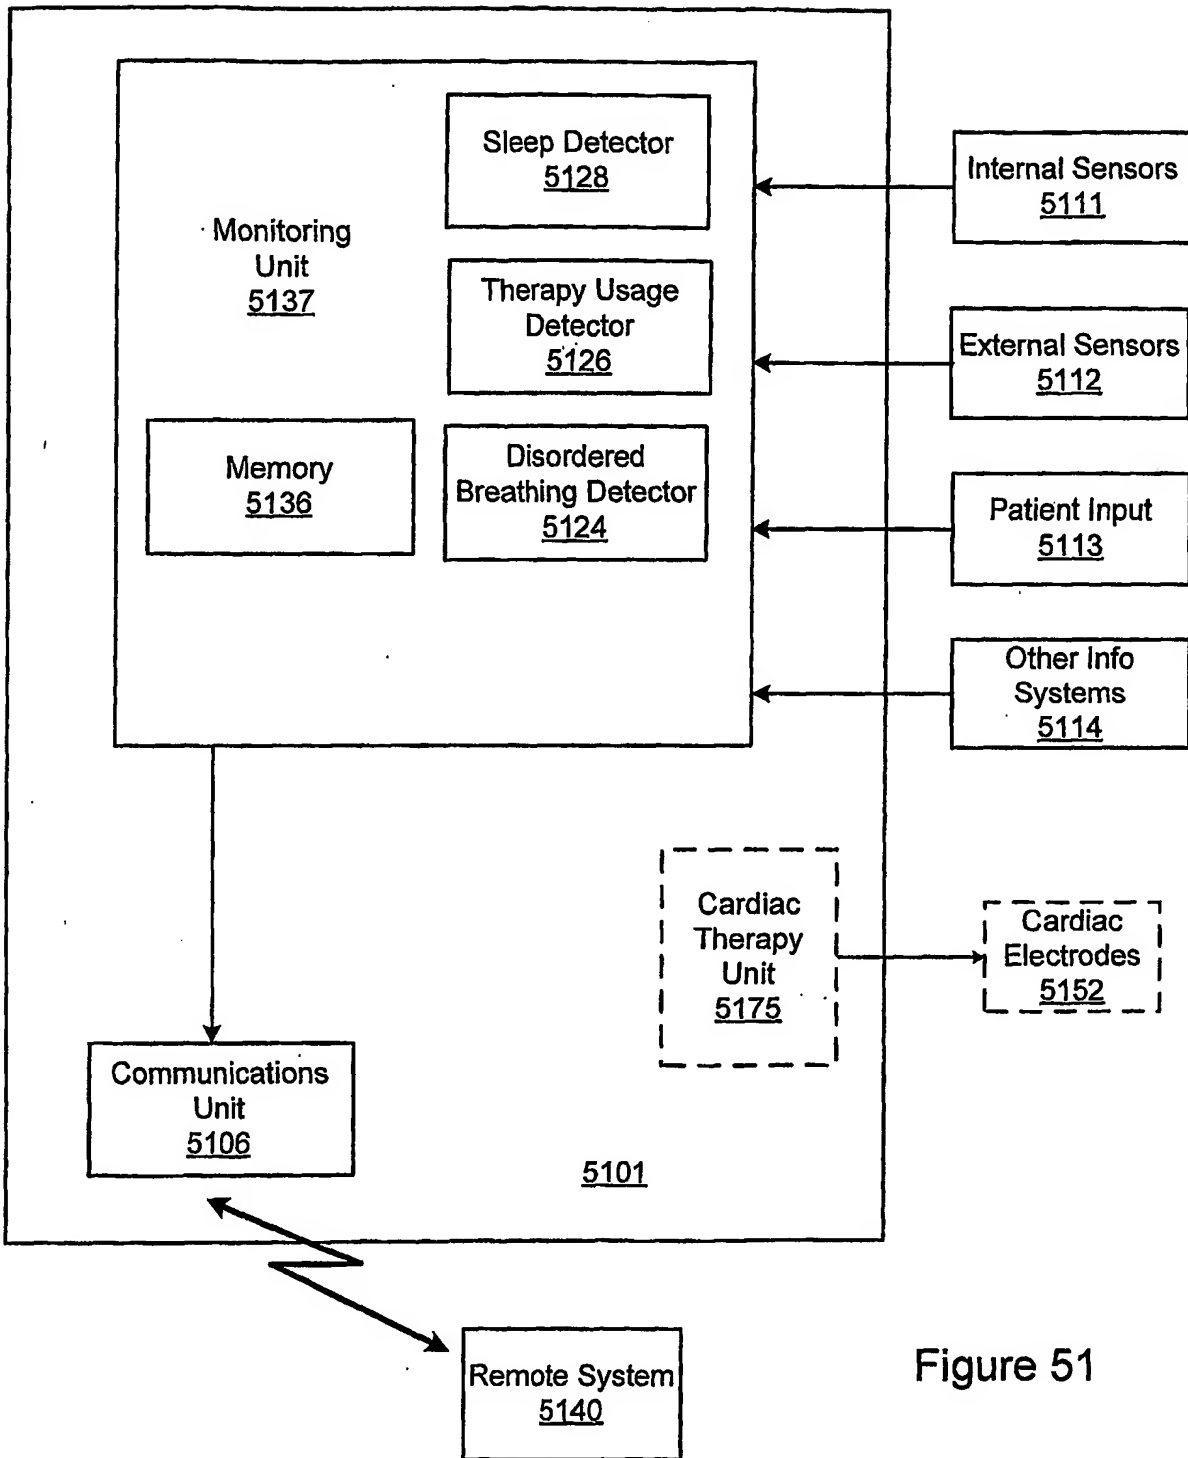 Sleep Detector
5128
Monitoring
Unit
5137
Therapy Usage
Detector
5126
Memory
5136
Disordered
Breathing Detector
5124
Internal Sensors
5111
External Sensors
5112
Patient Input
5113
Other Info
Systems
5114
Cardiac
Therapy
Unit
5175
Cardiac
Electrodes
5152
Communications
Unit
5106
5101
Remote System
5140
Figure 51